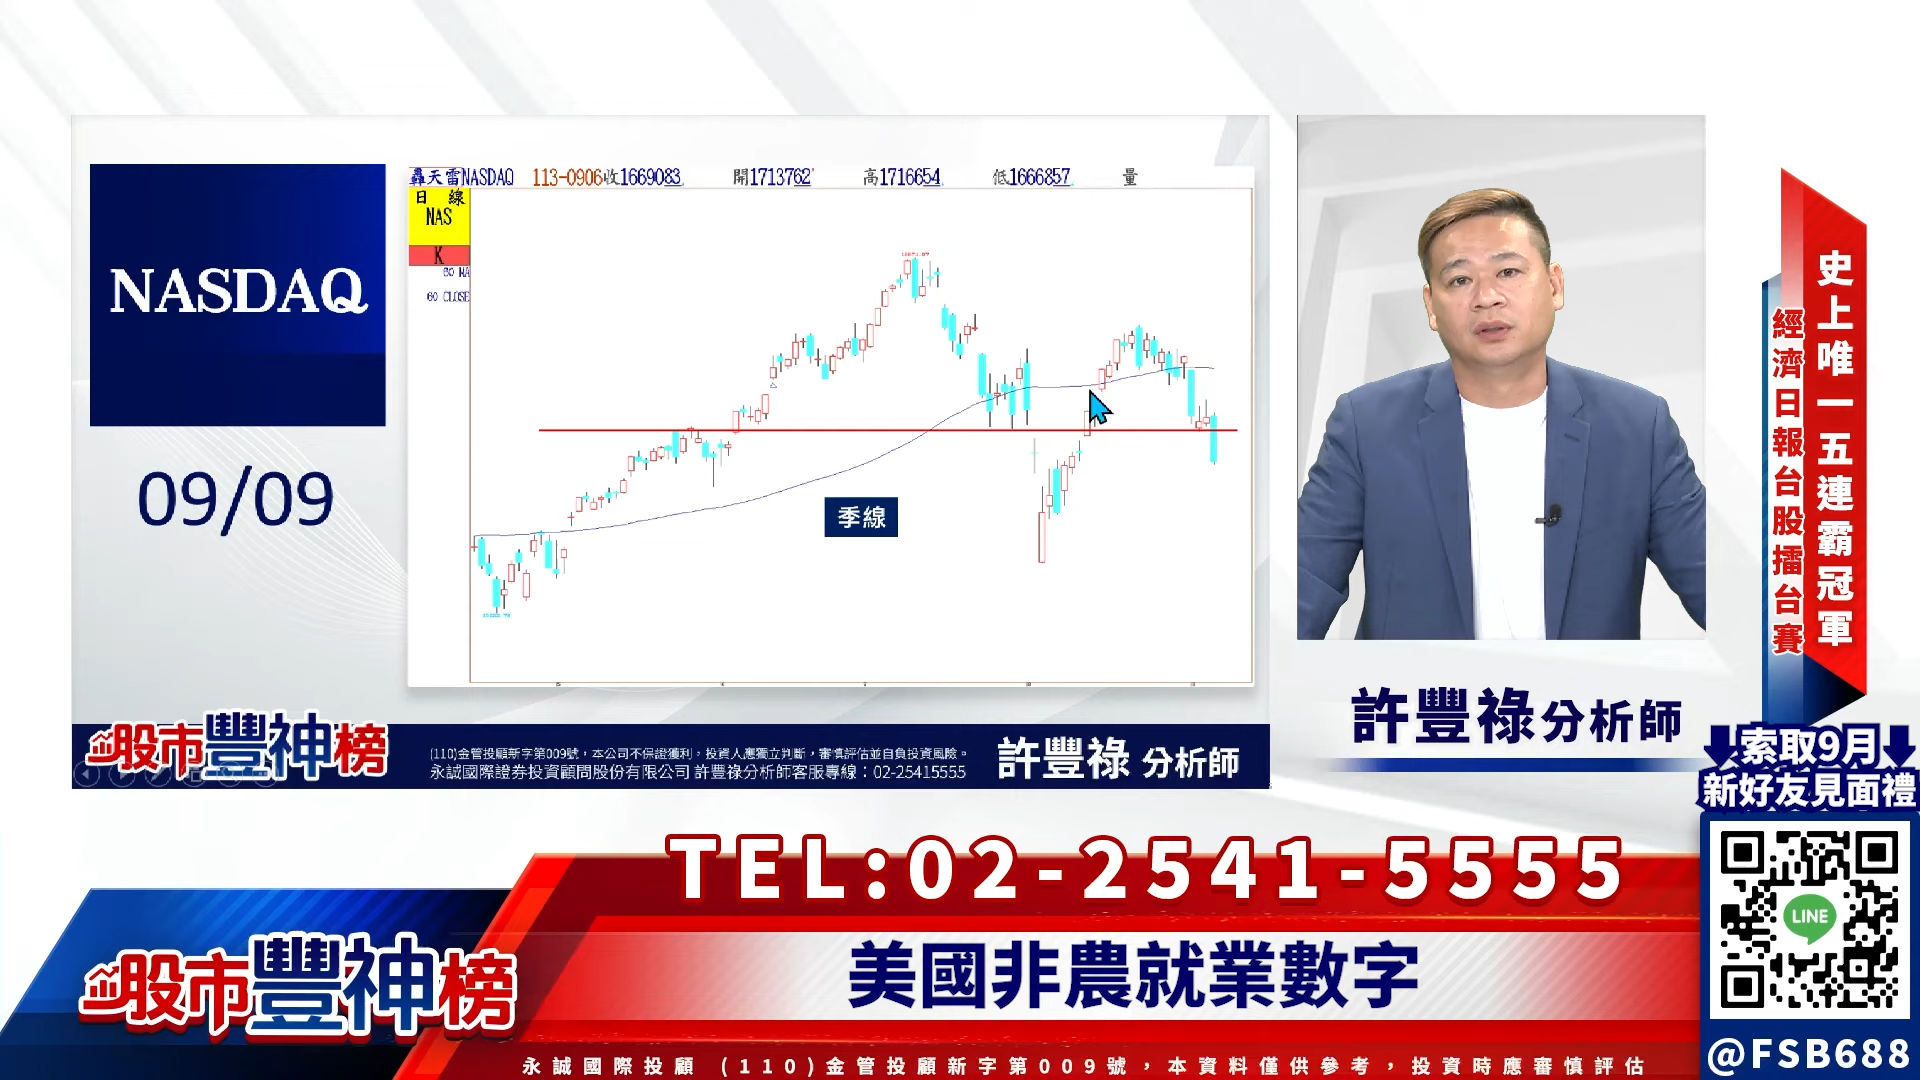 NASDAQ
09/09
轟天雷NASDAQ 113-0906收1669083 開1713762 高1716654 低1666857 量
日 線
NAS
K
60 MA
60 CLOSE
季線
股市豐神榜
(110)金管投顧新字第009號，本公司不保證獲利，投資人應獨立判斷，審慎評估並自負投資風險。
永誠國際證券投資顧問股份有限公司 許豐祿分析師客服專線：02-25415555
許豐祿 分析師
史上唯一五連霸冠軍
經濟日報台股擂台賽
許豐祿分析師
索取9月
新好友見面禮
LINE
@FSB688
TEL:02-2541-5555
股市豐神榜
美國非農就業數字
永誠國際投顧 (110)金管投顧新字第009號，本資料僅供參考，投資時應審慎評估